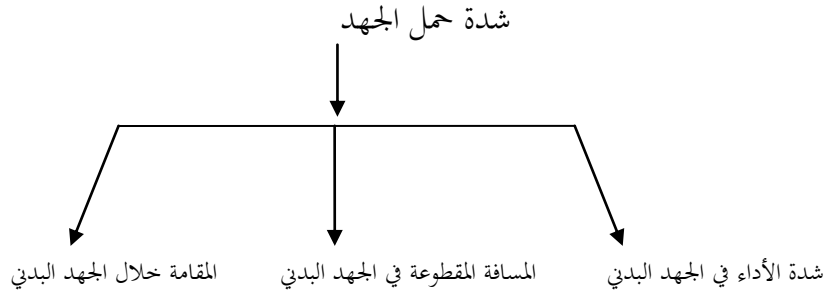 شدة حمل الجهد
شدة الأداء في الجهد البدني
المسافة المقطوعة في الجهد البدني
المقامة خلال الجهد البدني